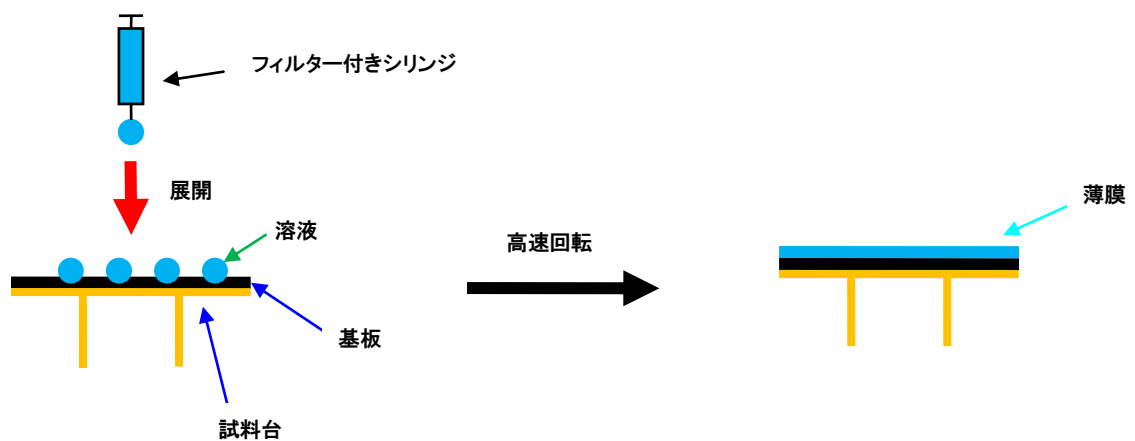 フィルター付きシリンジ
展開
溶液
基板
試料台
高速回転
薄膜